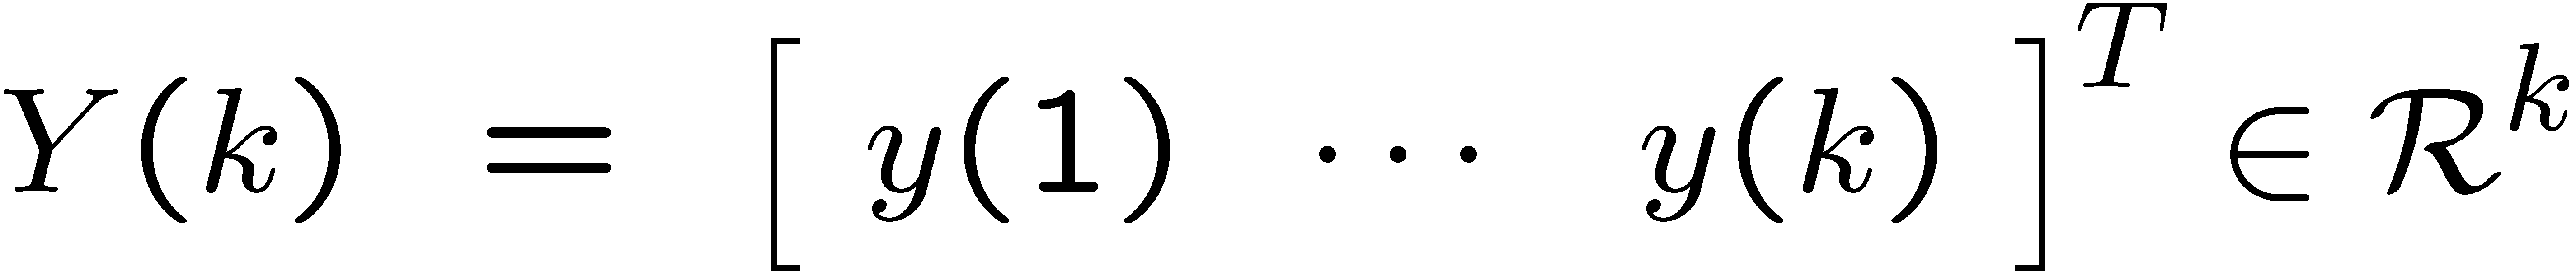 Y(k) = [ y(1) ⋯ y(k) ]^T ∈ ℛ^k